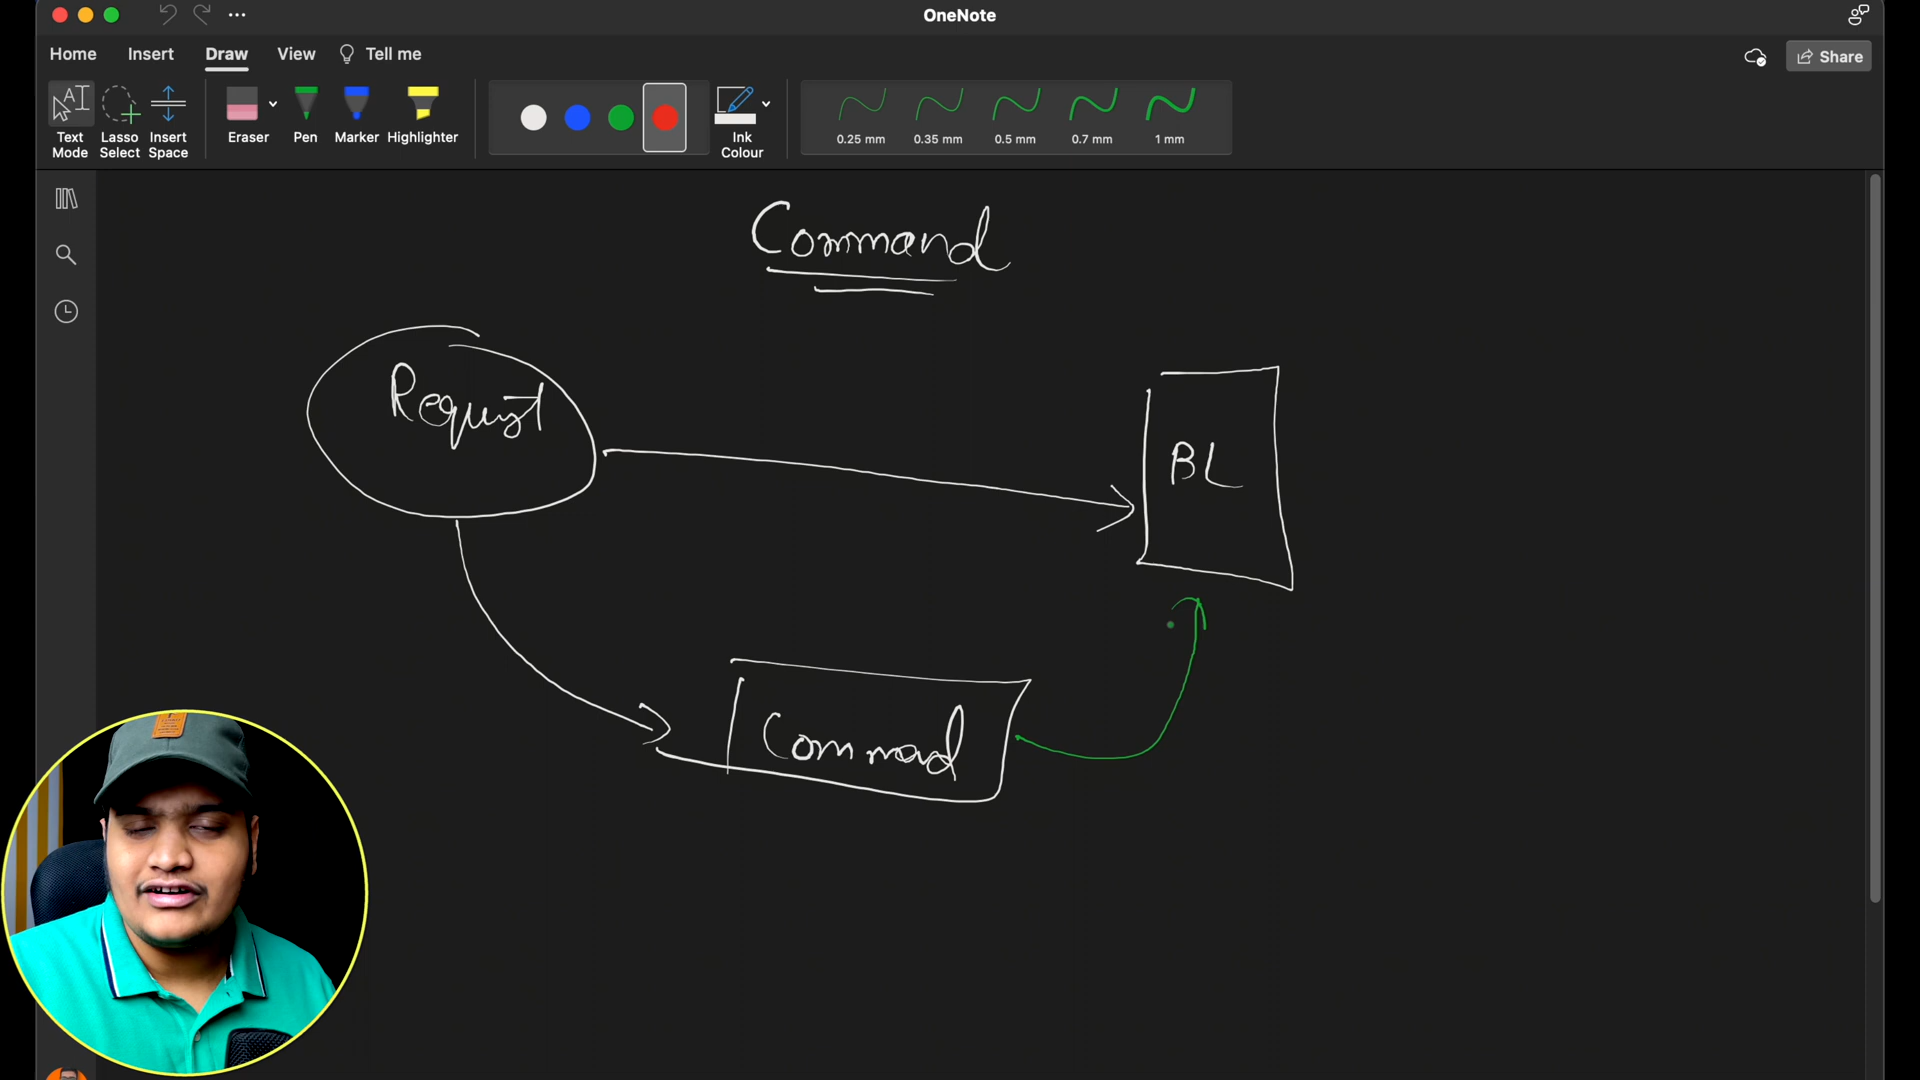 OneNote
Home Insert Draw View Tell me
Share
Text Mode
Lasso Select
Insert Space
Eraser
Pen
Marker
Highlighter
Ink Colour
0.25 mm
0.35 mm
0.5 mm
0.7 mm
1 mm
Command
Request
BL
Command